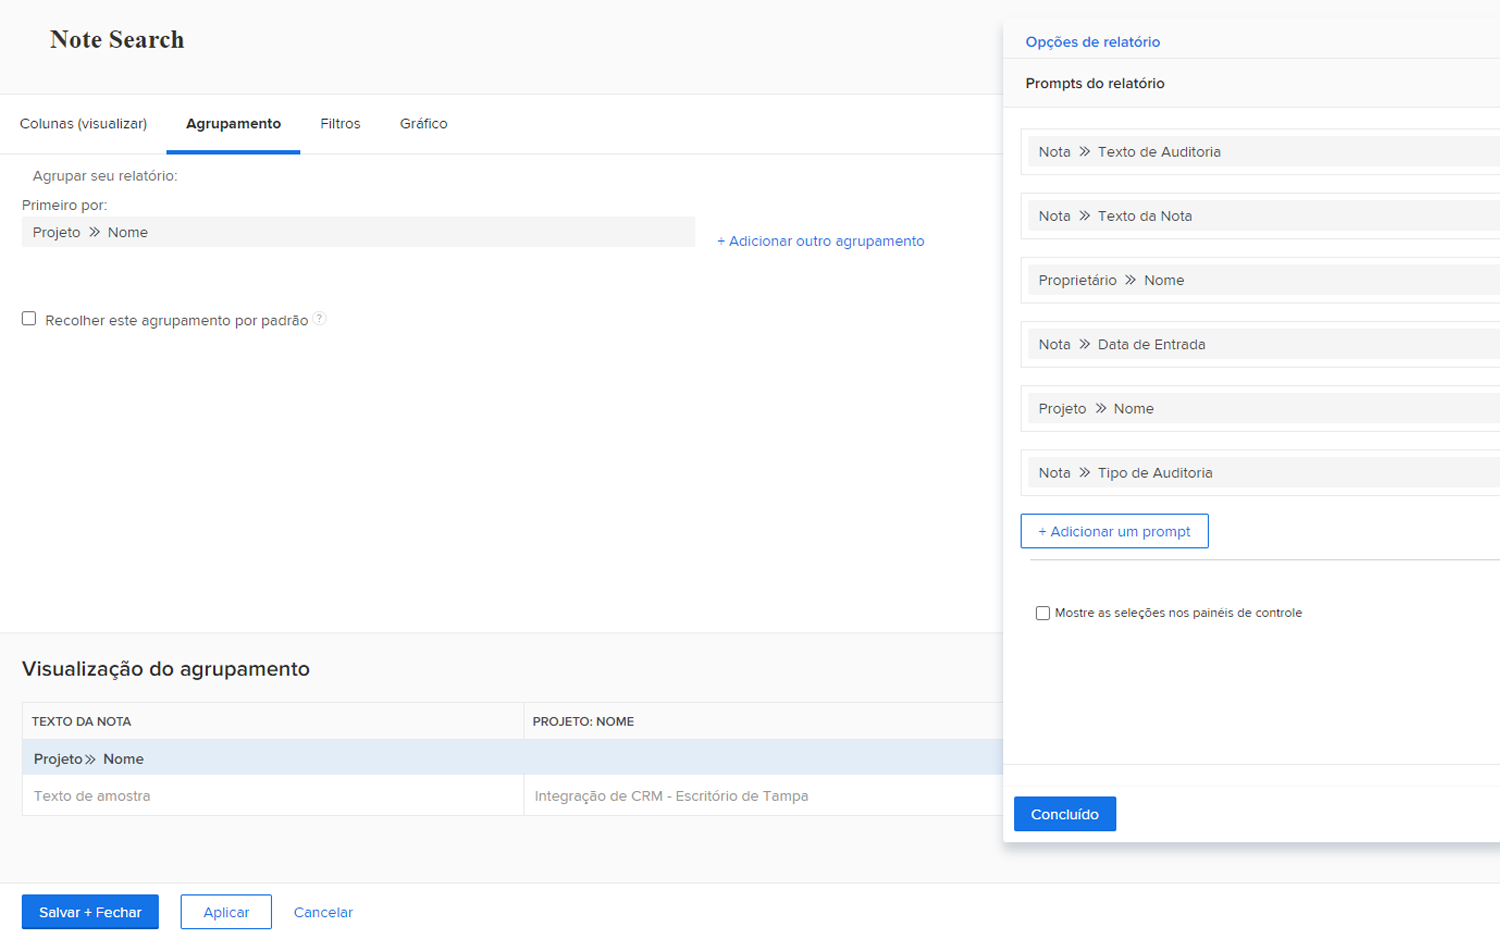 Note Search
Colunas (visualizar)
Agrupamento
Filtros
Gráfico
Agrupar seu relatório:
Primeiro por:
Projeto » Nome
+ Adicionar outro agrupamento
Recolher este agrupamento por padrão ?
Opções de relatório
Prompts do relatório
Nota » Texto de Auditoria
Nota » Texto da Nota
Proprietário » Nome
Nota » Data de Entrada
Projeto » Nome
Nota » Tipo de Auditoria
+ Adicionar um prompt
Mostre as seleções nos painéis de controle
Concluído
Visualização do agrupamento
TEXTO DA NOTA
PROJETO: NOME
Projeto» Nome
Texto de amostra
Integração de CRM - Escritório de Tampa
Salvar + Fechar
Aplicar
Cancelar